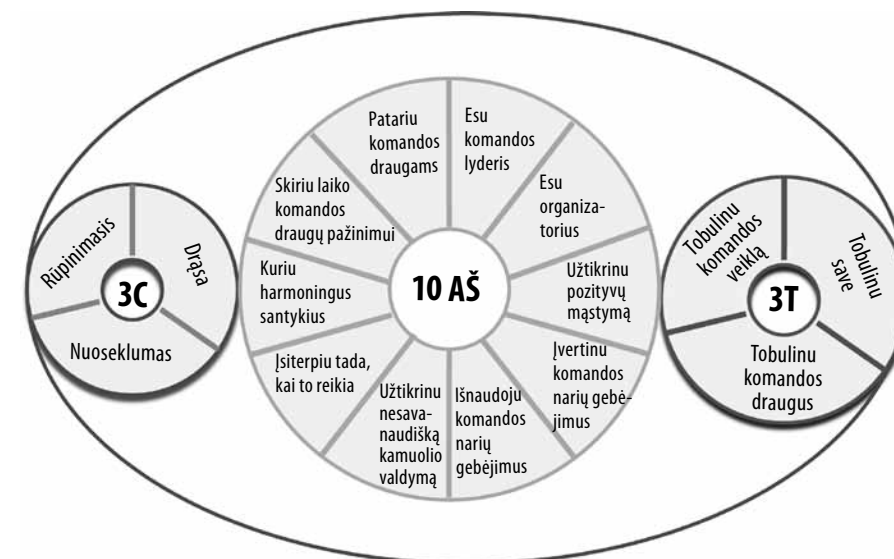 3C
Rūpinimasis
Drąsa
Nuoseklumas
10 AŠ
Esu
komandos
lyderis
Esu
organiza-
torius
Užtikrinu
pozityvų
mąstymą
Įvertinu
komandos
narių gebė-
jimus
Išnaudoju
komandos
narių
gebėjimus
Užtikrinu
nesava-
naudišką
kamuolio
valdymą
Įsiterpiu tada,
kai to reikia
Kuriu
harmoningus
santykius
Skiriu laiko
komandos
draugų pažinimui
Patariu
komandos
draugams
3T
Tobulinu
komandos
veiklą
Tobulinu
save
Tobulinu
komandos
draugus